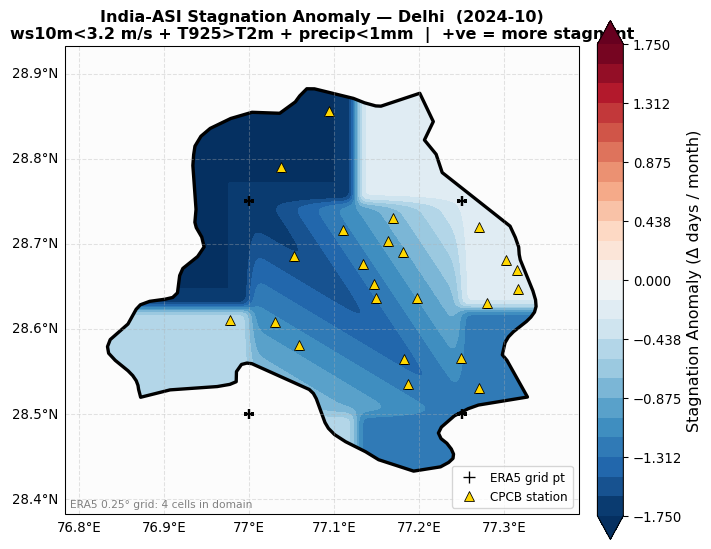 India-ASI Stagnation Anomaly — Delhi  (2024-10)
ws10m<3.2 m/s + T925>T2m + precip<1mm  |  +ve = more stagnant
28.9°N
28.8°N
28.7°N
28.6°N
28.5°N
28.4°N
76.8°E
76.9°E
77°E
77.1°E
77.2°E
77.3°E
ERA5 0.25° grid: 4 cells in domain
ERA5 grid pt
CPCB station
1.750
1.312
0.875
0.438
0.000
−0.438
−0.875
−1.312
−1.750
Stagnation Anomaly (Δ days / month)